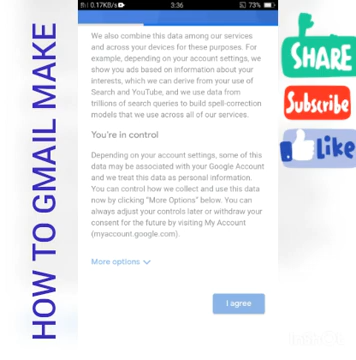 HOW TO GMAIL MAKE
0.17KB/s
3:36
73%
We also combine this data among our services
and across your devices for these purposes. For
example, depending on your account settings, we
show you ads based on information about your
interests, which we can derive from your use of
Search and YouTube, and we use data from
trillions of search queries to build spell-correction
models that we use across all of our services.
You're in control
Depending on your account settings, some of this
data may be associated with your Google Account
and we treat this data as personal information.
You can control how we collect and use this data
now by clicking "More Options" below. You can
always adjust your controls later or withdraw your
consent for the future by visiting My Account
(myaccount.google.com).
More options
I agree
SHARE
Subscribe
Like